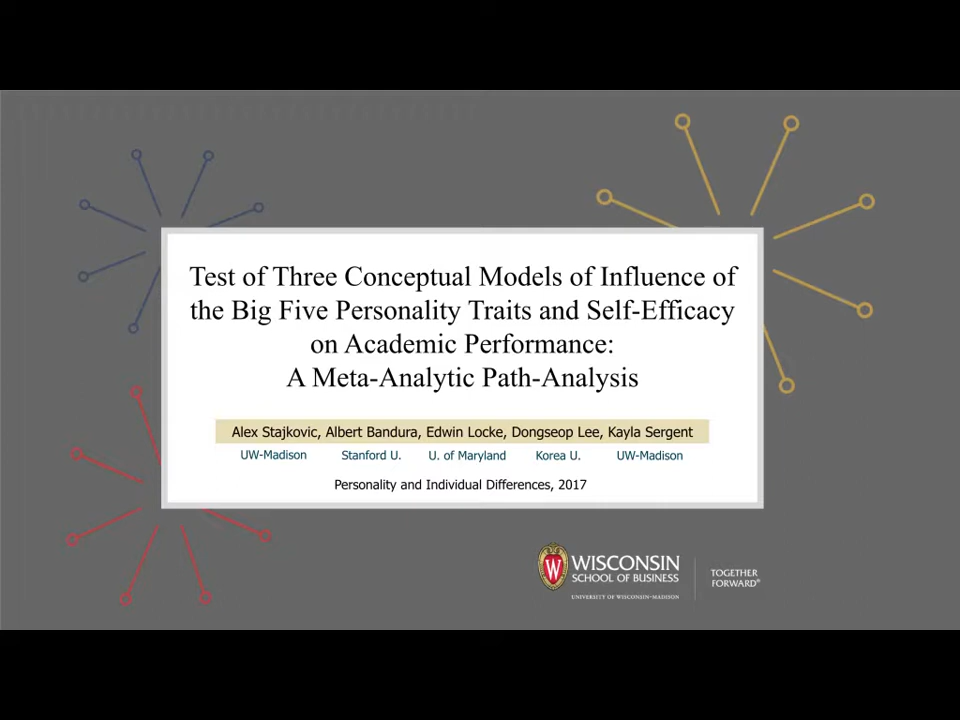 Test of Three Conceptual Models of Influence of
the Big Five Personality Traits and Self-Efficacy
on Academic Performance:
A Meta-Analytic Path-Analysis
Alex Stajkovic, Albert Bandura, Edwin Locke, Dongseop Lee, Kayla Sergent
UW-Madison Stanford U. U. of Maryland Korea U. UW-Madison
Personality and Individual Differences, 2017
W
WISCONSIN
SCHOOL OF BUSINESS
UNIVERSITY OF WISCONSIN–MADISON
TOGETHER
FORWARD®